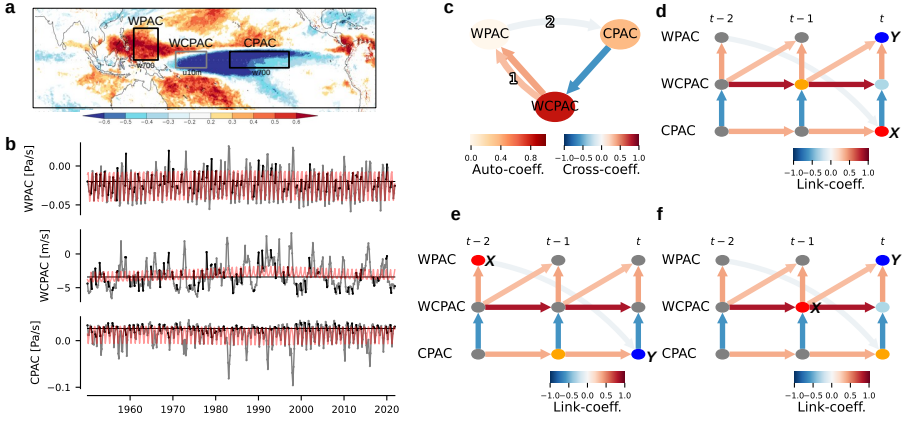 a
WPAC
WCPAC
CPAC
w700
u10m
w700
−0.6
−0.4
−0.3
−0.2
0.2
0.3
0.4
0.6
b
WPAC [Pa/s]
0.00
−0.05
WCPAC [m/s]
0
−5
CPAC [Pa/s]
0.0
−0.1
1960 1970 1980 1990 2000 2010 2020
c
WPAC
2
CPAC
1
WCPAC
0.0 0.4 0.8
Auto-coeff.
−1.0−0.5 0.0 0.5 1.0
Cross-coeff.
d
t − 2
t − 1
t
WPAC
Y
WCPAC
CPAC
X
−1.0−0.5 0.0 0.5 1.0
Link-coeff.
e
t − 2
t − 1
t
WPAC
X
WCPAC
CPAC
Y
−1.0−0.5 0.0 0.5 1.0
Link-coeff.
f
t − 2
t − 1
t
WPAC
Y
WCPAC
X
CPAC
−1.0−0.5 0.0 0.5 1.0
Link-coeff.